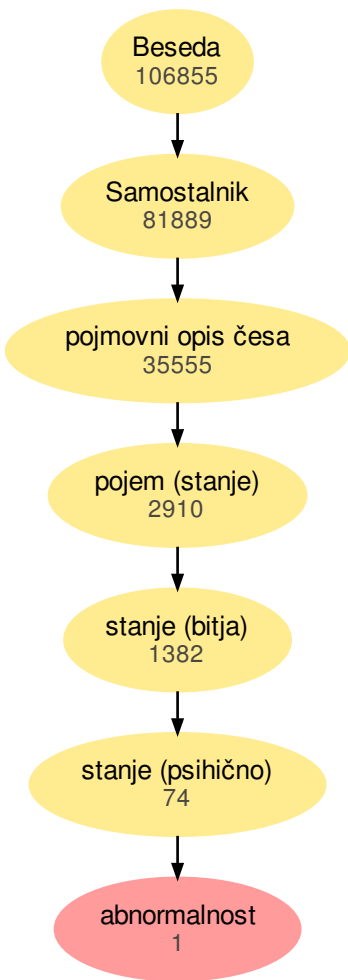 Beseda
106855
Samostalnik
81889
pojmovni opis česa
35555
pojem (stanje)
2910
stanje (bitja)
1382
stanje (psihično)
74
abnormalnost
1